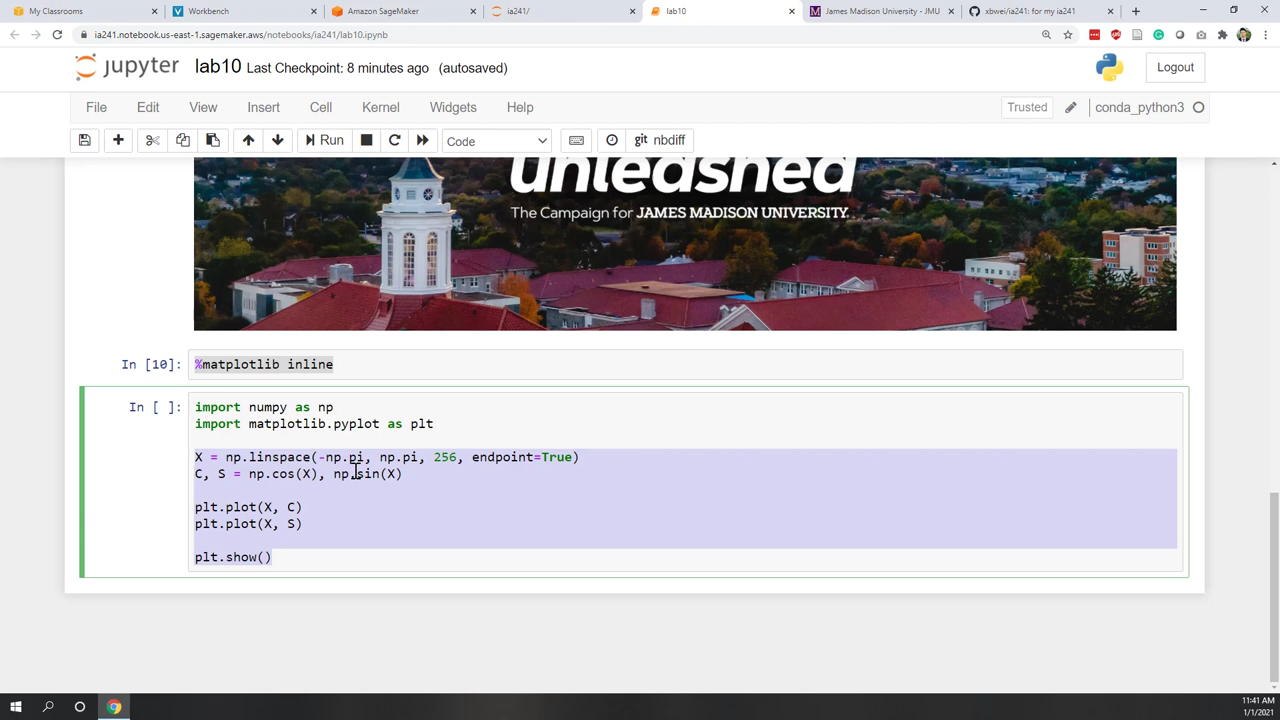 My Classrooms
Workbench
Amazon SageMaker
ia241/
lab10
James Madison University - JMU
xbwei/ia241: for my ia241
ia241.notebook.us-east-1.sagemaker.aws/notebooks/ia241/lab10.ipynb
jupyter lab10 Last Checkpoint: 8 minutes ago (autosaved)
Logout
File Edit View Insert Cell Kernel Widgets Help
Trusted
conda_python3
Run
Code
git nbdiff
unleashed
The Campaign for JAMES MADISON UNIVERSITY.
In [10]: %matplotlib inline
In [ ]: import numpy as np
import matplotlib.pyplot as plt
X = np.linspace(-np.pi, np.pi, 256, endpoint=True)
C, S = np.cos(X), np.sin(X)
plt.plot(X, C)
plt.plot(X, S)
plt.show()
11:41 AM
1/1/2021